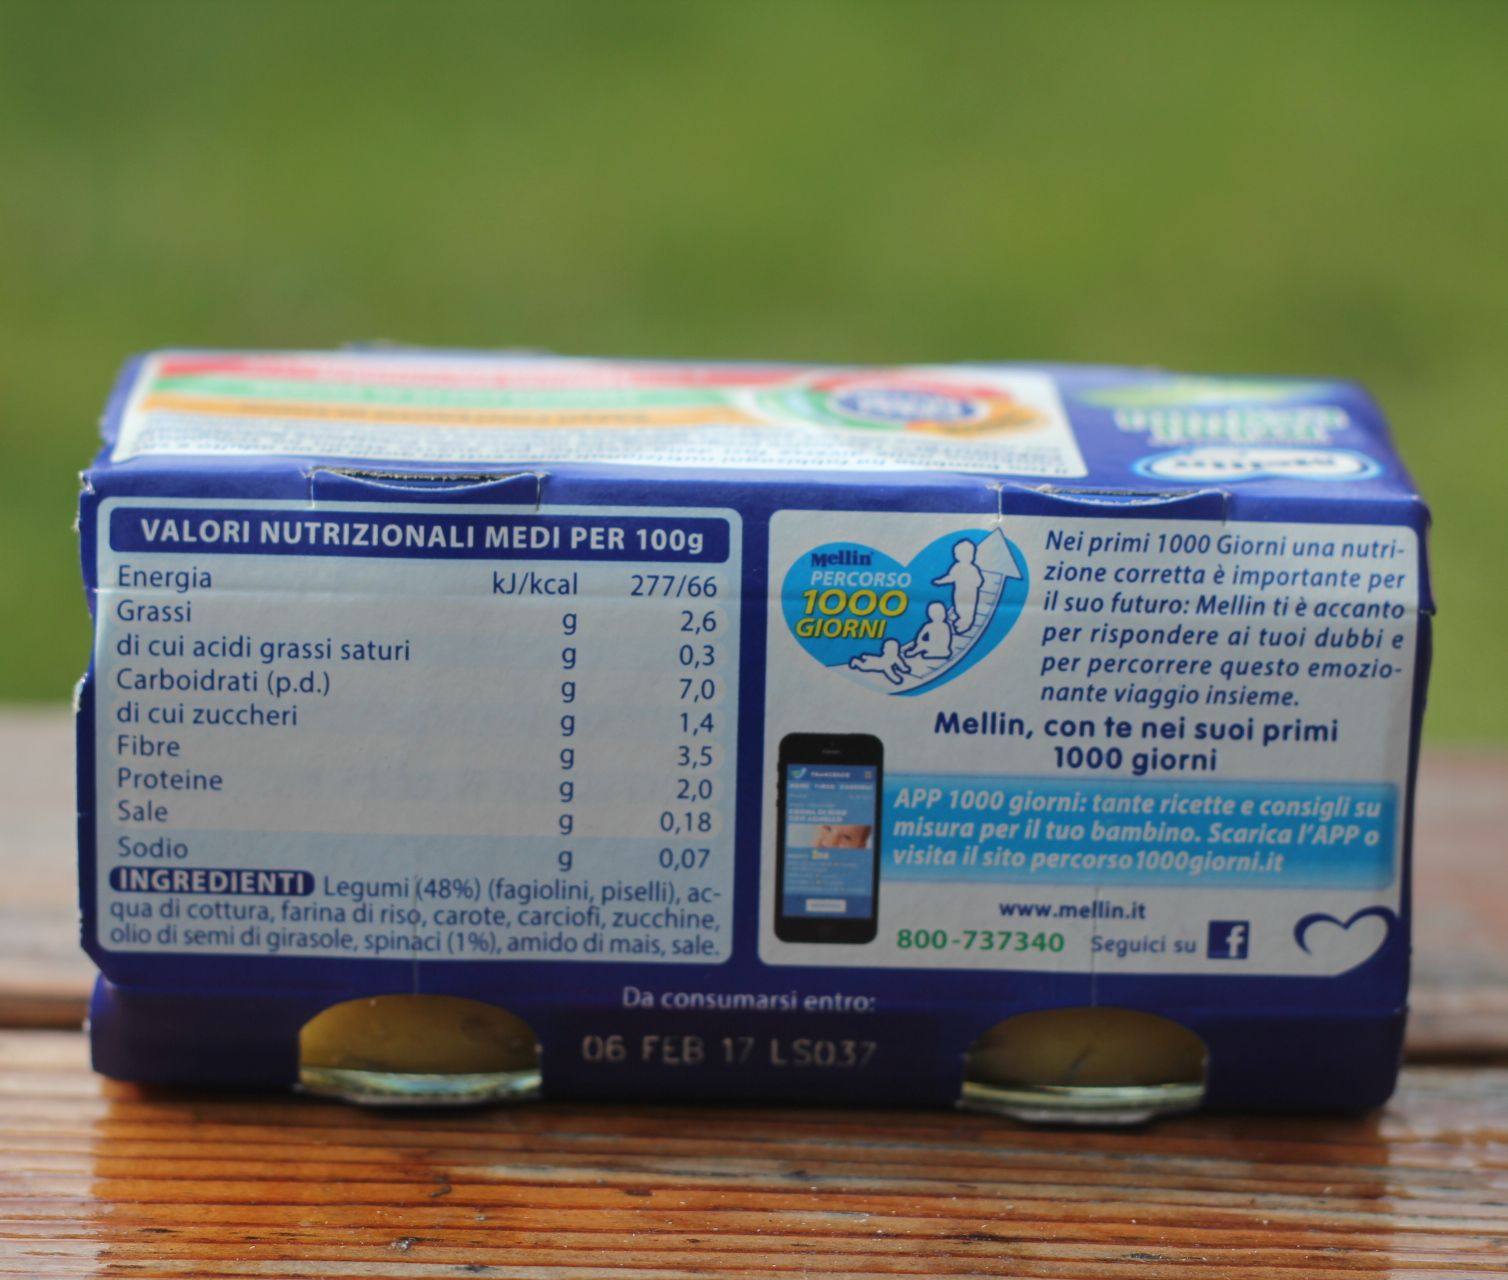 VALORI NUTRIZIONALI MEDI PER 100g
Energia kJ/kcal 277/66
Grassi g 2,6
di cui acidi grassi saturi g 0,3
Carboidrati (p.d.) g 7,0
di cui zuccheri g 1,4
Fibre g 3,5
Proteine g 2,0
Sale g 0,18
Sodio g 0,07
INGREDIENTI Legumi (48%) (fagiolini, piselli), ac-
qua di cottura, farina di riso, carote, carciofi, zucchine,
olio di semi di girasole, spinaci (1%), amido di mais, sale.
Mellin
PERCORSO
1000
GIORNI
Nei primi 1000 Giorni una nutri-
zione corretta è importante per
il suo futuro: Mellin ti è accanto
per rispondere ai tuoi dubbi e
per percorrere questo emozio-
nante viaggio insieme.
Mellin, con te nei suoi primi
1000 giorni
APP 1000 giorni: tante ricette e consigli su
misura per il tuo bambino. Scarica l'APP o
visita il sito percorso1000giorni.it
www.mellin.it
800-737340 Seguici su f
Da consumarsi entro:
06 FEB 17 LS037
Mellin